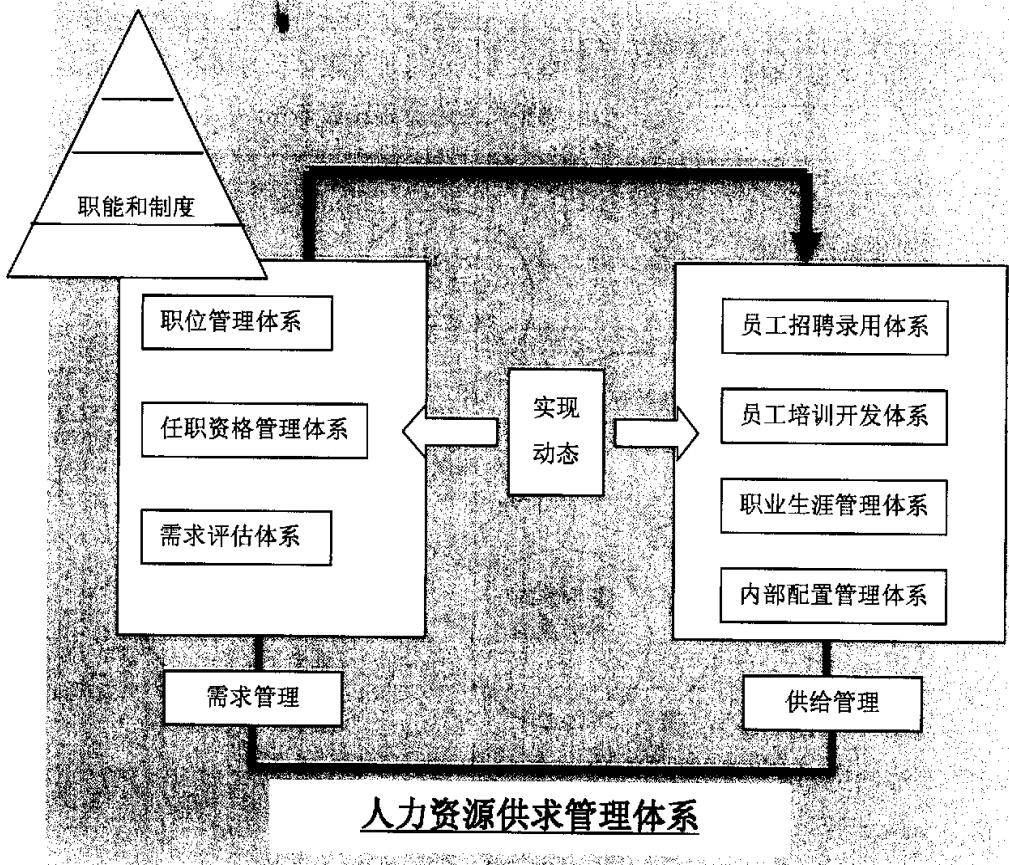 职能和制度
职位管理体系
任职资格管理体系
需求评估体系
实现
动态
员工招聘录用体系
员工培训开发体系
职业生涯管理体系
内部配置管理体系
需求管理
供给管理
人力资源供求管理体系